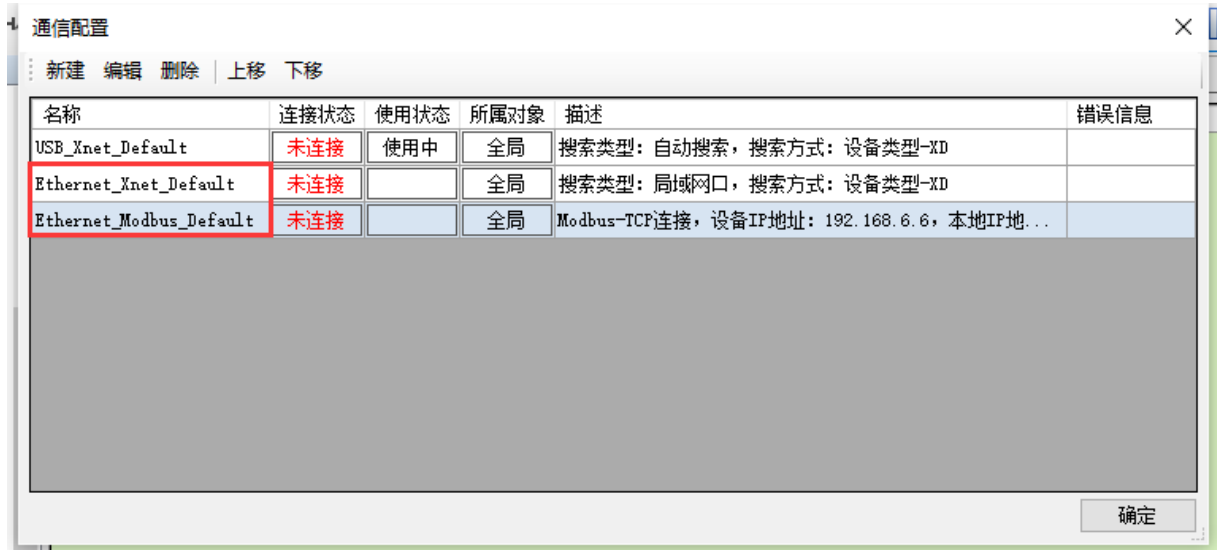 通信配置
新建 编辑 删除 上移 下移
名称 连接状态 使用状态 所属对象 描述 错误信息
USB_Xnet_Default 未连接 使用中 全局 搜索类型: 自动搜索, 搜索方式: 设备类型-XD
Ethernet_Xnet_Default 未连接 全局 搜索类型: 局域网口, 搜索方式: 设备类型-XD
Ethernet_Modbus_Default 未连接 全局 Modbus-TCP连接, 设备IP地址: 192.168.6.6, 本地IP地...
确定